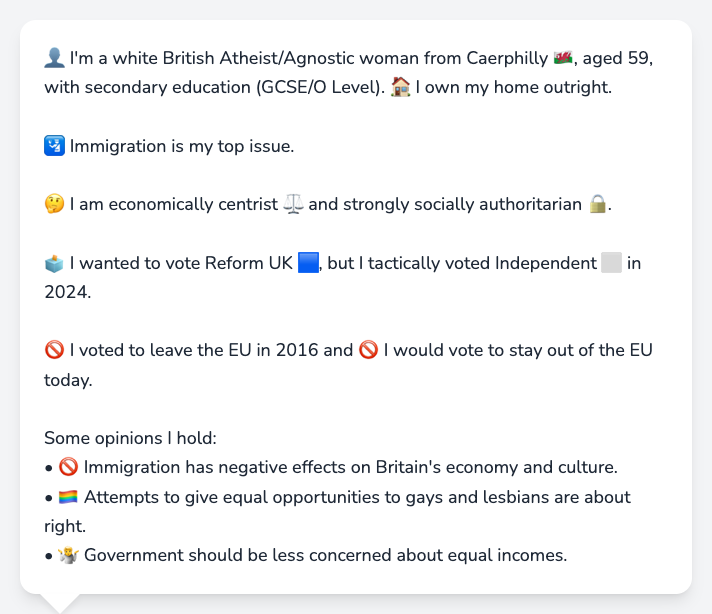 👤 I'm a white British Atheist/Agnostic woman from Caerphilly 🏴󠁧󠁢󠁷󠁬󠁳󠁿, aged 59,
with secondary education (GCSE/O Level). 🏠 I own my home outright.
🛂 Immigration is my top issue.
🤔 I am economically centrist ⚖️ and strongly socially authoritarian 🔒.
🗳️ I wanted to vote Reform UK 🟦, but I tactically voted Independent ⬜ in
2024.
🚫 I voted to leave the EU in 2016 and 🚫 I would vote to stay out of the EU
today.
Some opinions I hold:
• 🚫 Immigration has negative effects on Britain's economy and culture.
• 🏳️‍🌈 Attempts to give equal opportunities to gays and lesbians are about
right.
• 🤷 Government should be less concerned about equal incomes.